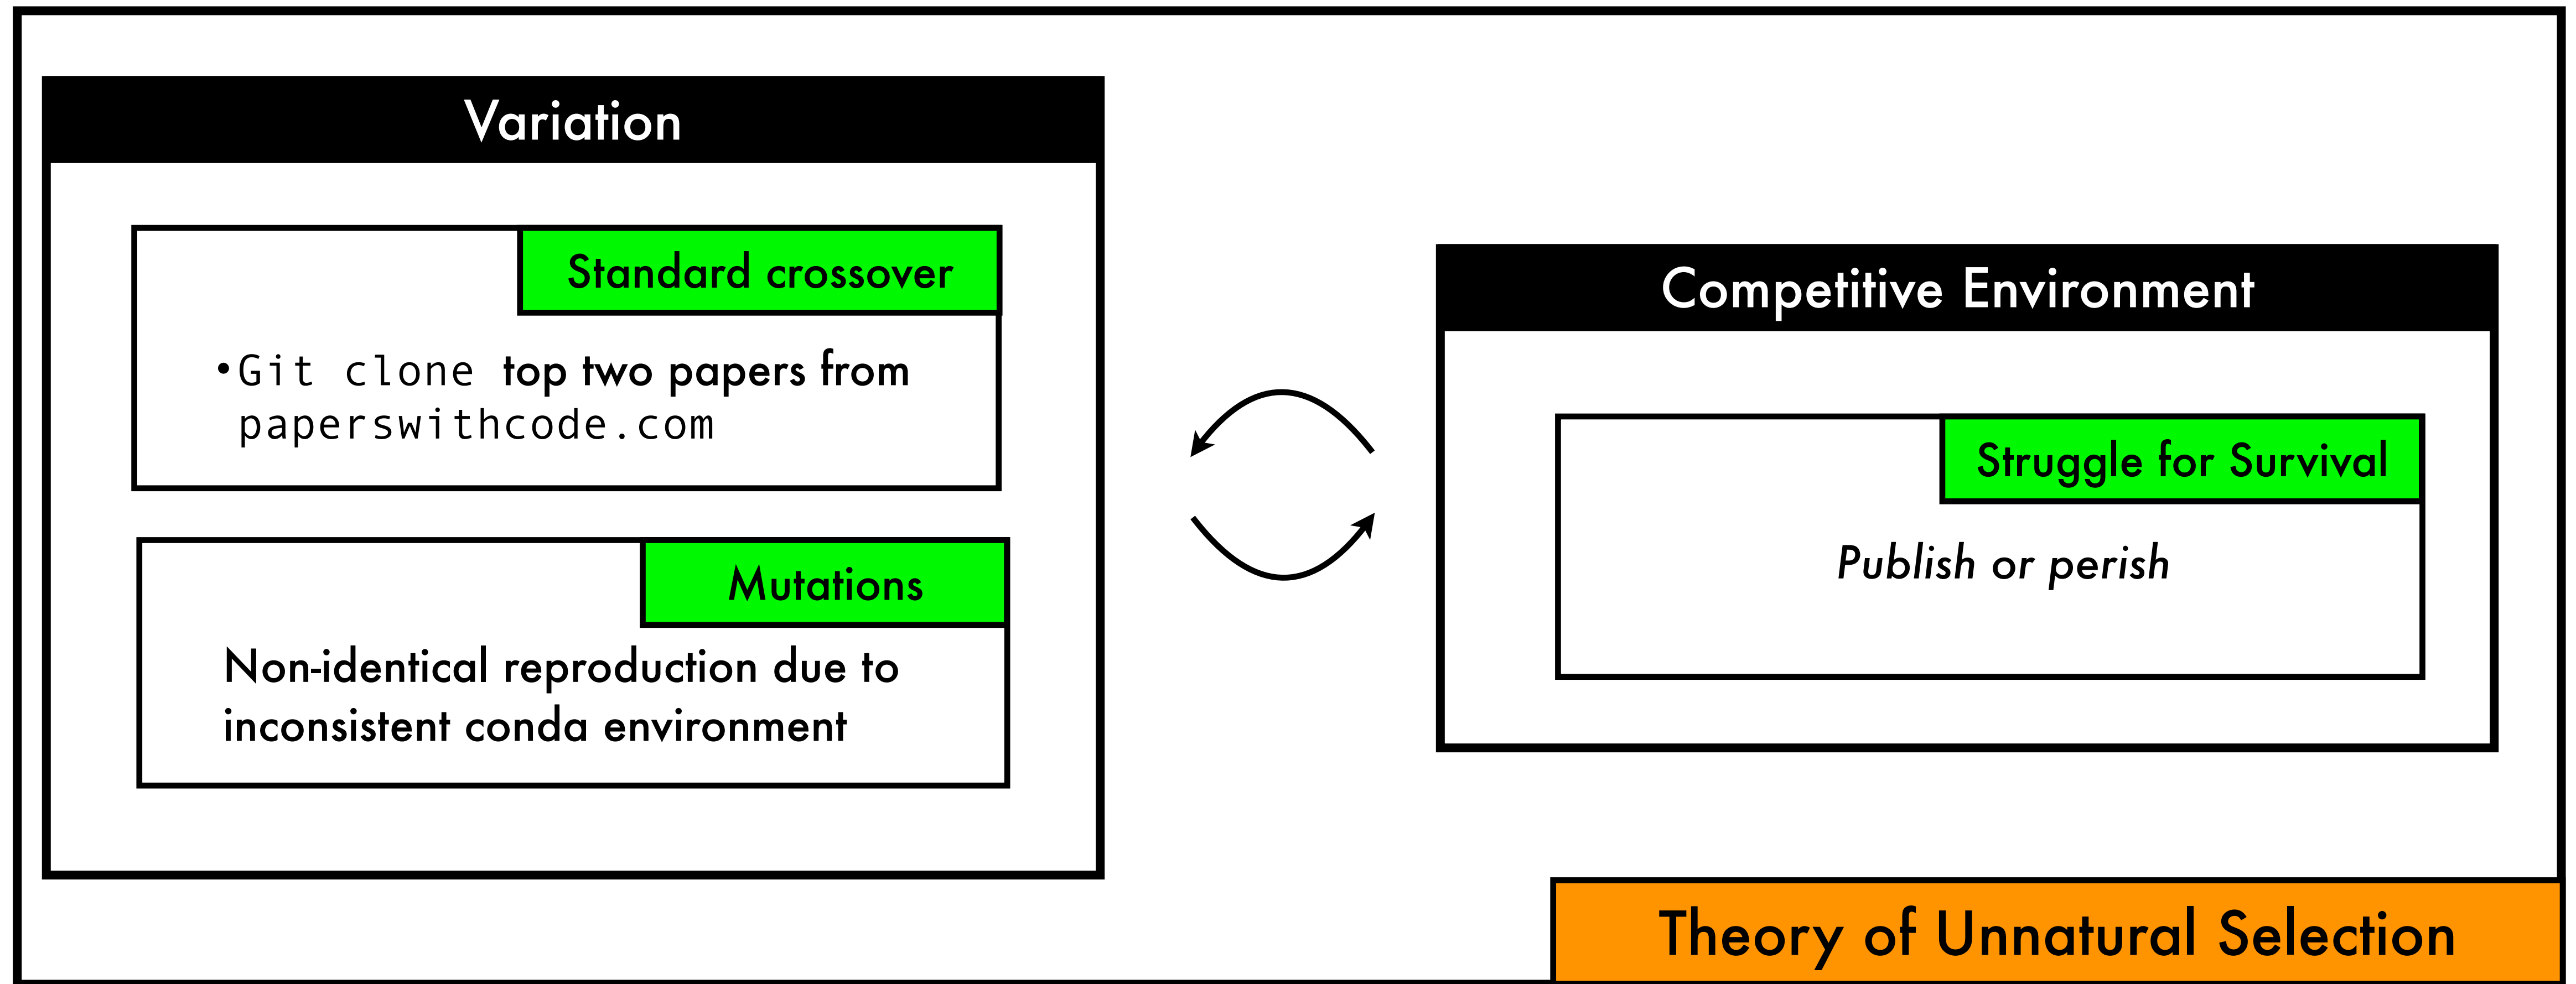 Variation
Standard crossover
•Git clone top two papers from
paperswithcode.com
Mutations
Non-identical reproduction due to
inconsistent conda environment
Competitive Environment
Struggle for Survival
Publish or perish
Theory of Unnatural Selection